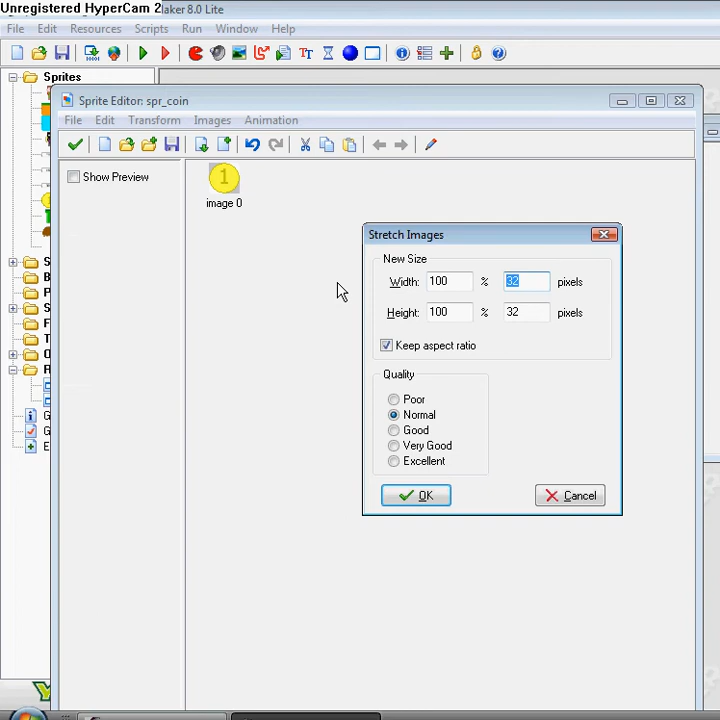 Unregistered HyperCam 2
aker 8.0 Lite
File Edit Resources Scripts Run Window Help
Sprites
Sprite Editor: spr_coin
File Edit Transform Images Animation
Show Preview
1
image 0
Stretch Images
New Size
Width: 100 % 32 pixels
Height: 100 % 32 pixels
Keep aspect ratio
Quality
Poor
Normal
Good
Very Good
Excellent
OK Cancel
S
B
P
S
F
T
O
R
G
G
E